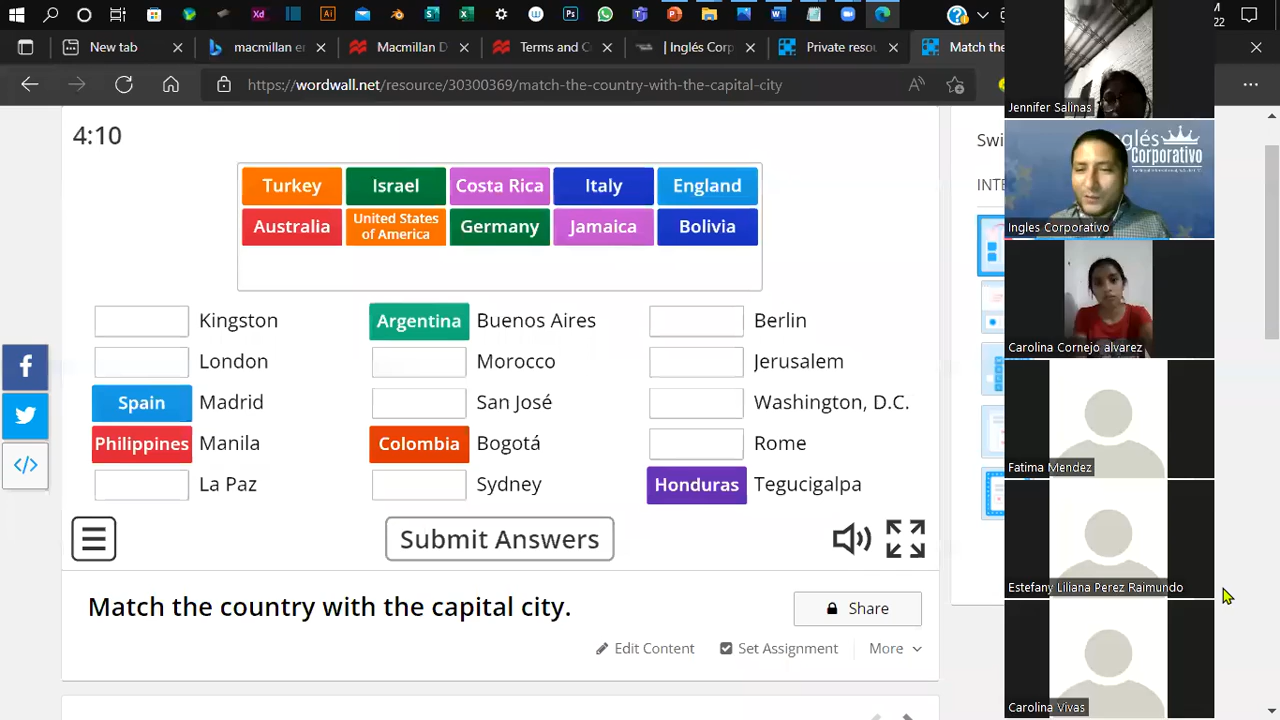 New tab
macmillan er
Macmillan D
Terms and Co
Inglés Corp
Private resou
Match the
22
https://wordwall.net/resource/30300369/match-the-country-with-the-capital-city
4:10
Turkey Israel Costa Rica Italy England
Australia United States of America Germany Jamaica Bolivia
Kingston Argentina Buenos Aires Berlin
London Morocco Jerusalem
Spain Madrid San José Washington, D.C.
Philippines Manila Colombia Bogotá Rome
La Paz Sydney Honduras Tegucigalpa
Submit Answers
Match the country with the capital city.
Share
Edit Content Set Assignment More
Swi
INTE
Jennifer Salinas
Inglés
Corporativo
Ingles Corporativo
Carolina Cornejo alvarez
Fatima Mendez
Estefany Liliana Perez Raimundo
Carolina Vivas